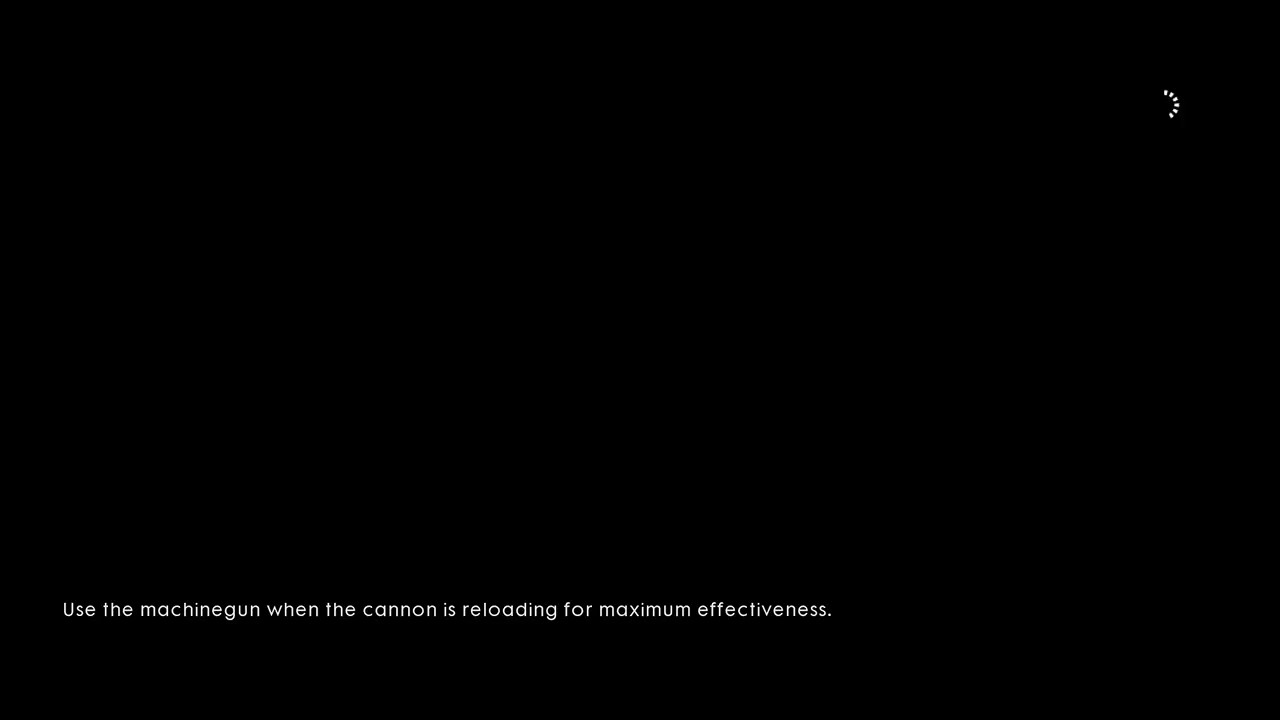 Use the machinegun when the cannon is reloading for maximum effectiveness.